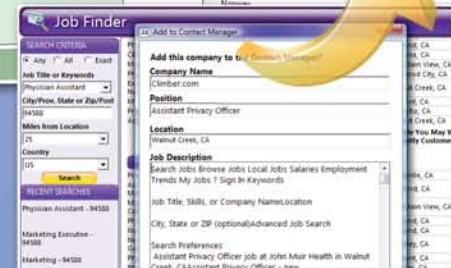 Norway
Job Finder
SEARCH CRITERIA
Any Exact
Job Title or Keywords
Physician Assistant
City/Prov, State or Zip/Post
94588
Miles from Location
25
Country
US
Search
RECENT SEARCHES
Physician Assistant - 94588
Marketing Executive -
94588
Marketing - 94588
Add to Contact Manager
Add this company to the Contact Manager?
Company Name
Climber.com
Position
Assistant Privacy Officer
Location
Walnut Creek, CA
Job Description
Search Jobs Browse Jobs Local Jobs Salaries Employment
Trends My Jobs ? Sign In Keywords
Job Title, Skills, or Company NameLocation
City, State or ZIP (optional)Advanced Job Search
Search Preferences
Assistant Privacy Officer job at John Muir Health in Walnut
Creek, CAAssistant Privacy Officer - new
CA
View, CA
City, CA
Creek, CA
CA
CA
Creek, CA
You May
Customer
CA
CA
View, CA
CA
CA
CA
CA